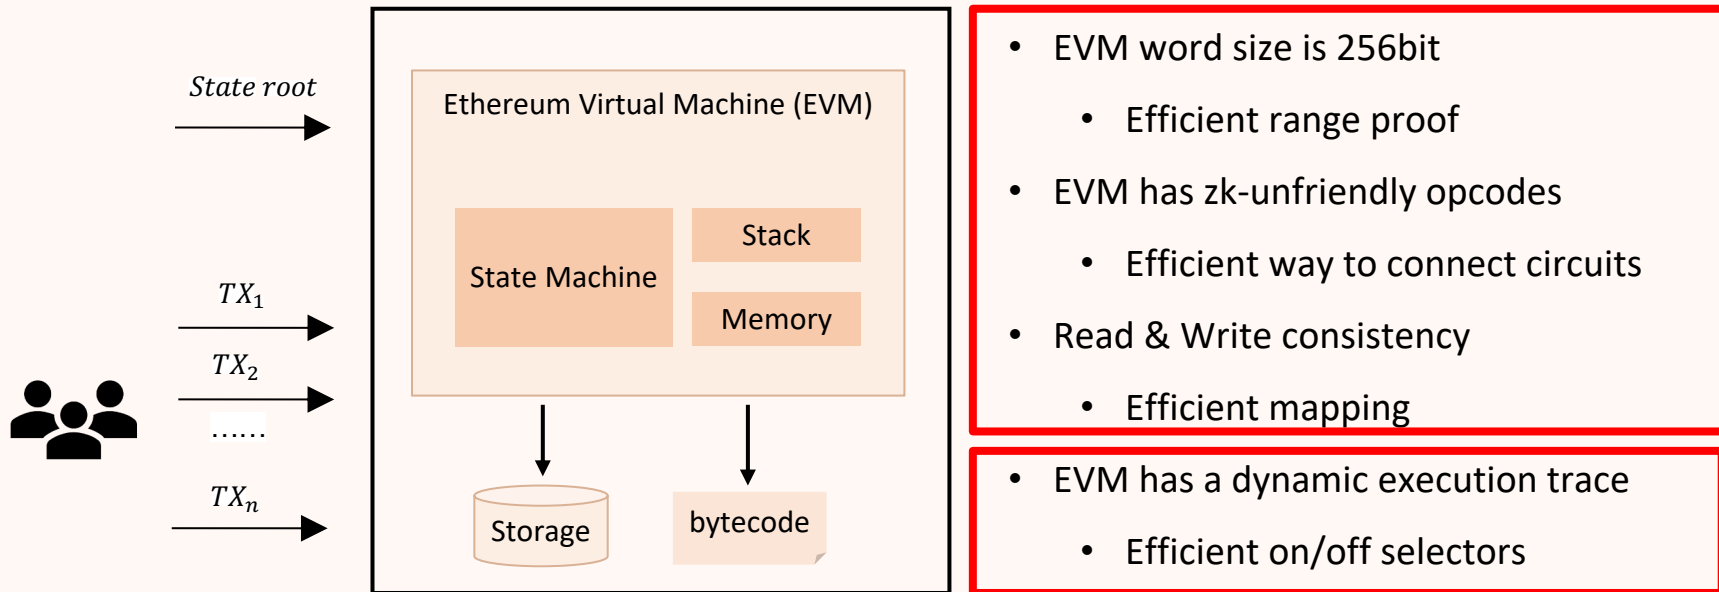 State root
TX₁
TX₂
......
TXₙ
Ethereum Virtual Machine (EVM)
State Machine
Stack
Memory
Storage
bytecode
• EVM word size is 256bit
• Efficient range proof
• EVM has zk-unfriendly opcodes
• Efficient way to connect circuits
• Read & Write consistency
• Efficient mapping
• EVM has a dynamic execution trace
• Efficient on/off selectors